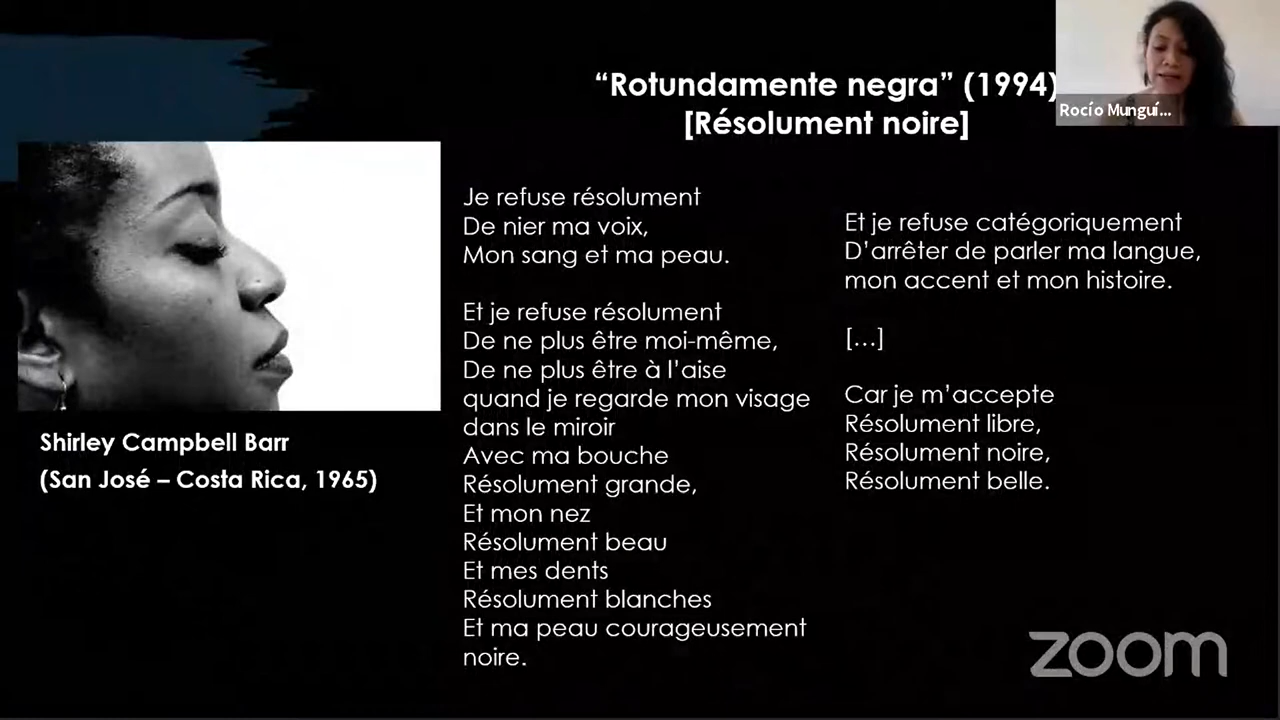 “Rotundamente negra” (1994)
[Résolument noire]
Rocío Munguí...
Je refuse résolument
De nier ma voix,
Mon sang et ma peau.
Et je refuse résolument
De ne plus être moi-même,
De ne plus être à l’aise
quand je regarde mon visage
dans le miroir
Avec ma bouche
Résolument grande,
Et mon nez
Résolument beau
Et mes dents
Résolument blanches
Et ma peau courageusement
noire.
Et je refuse catégoriquement
D’arrêter de parler ma langue,
mon accent et mon histoire.
[…]
Car je m’accepte
Résolument libre,
Résolument noire,
Résolument belle.
Shirley Campbell Barr
(San José – Costa Rica, 1965)
zoom